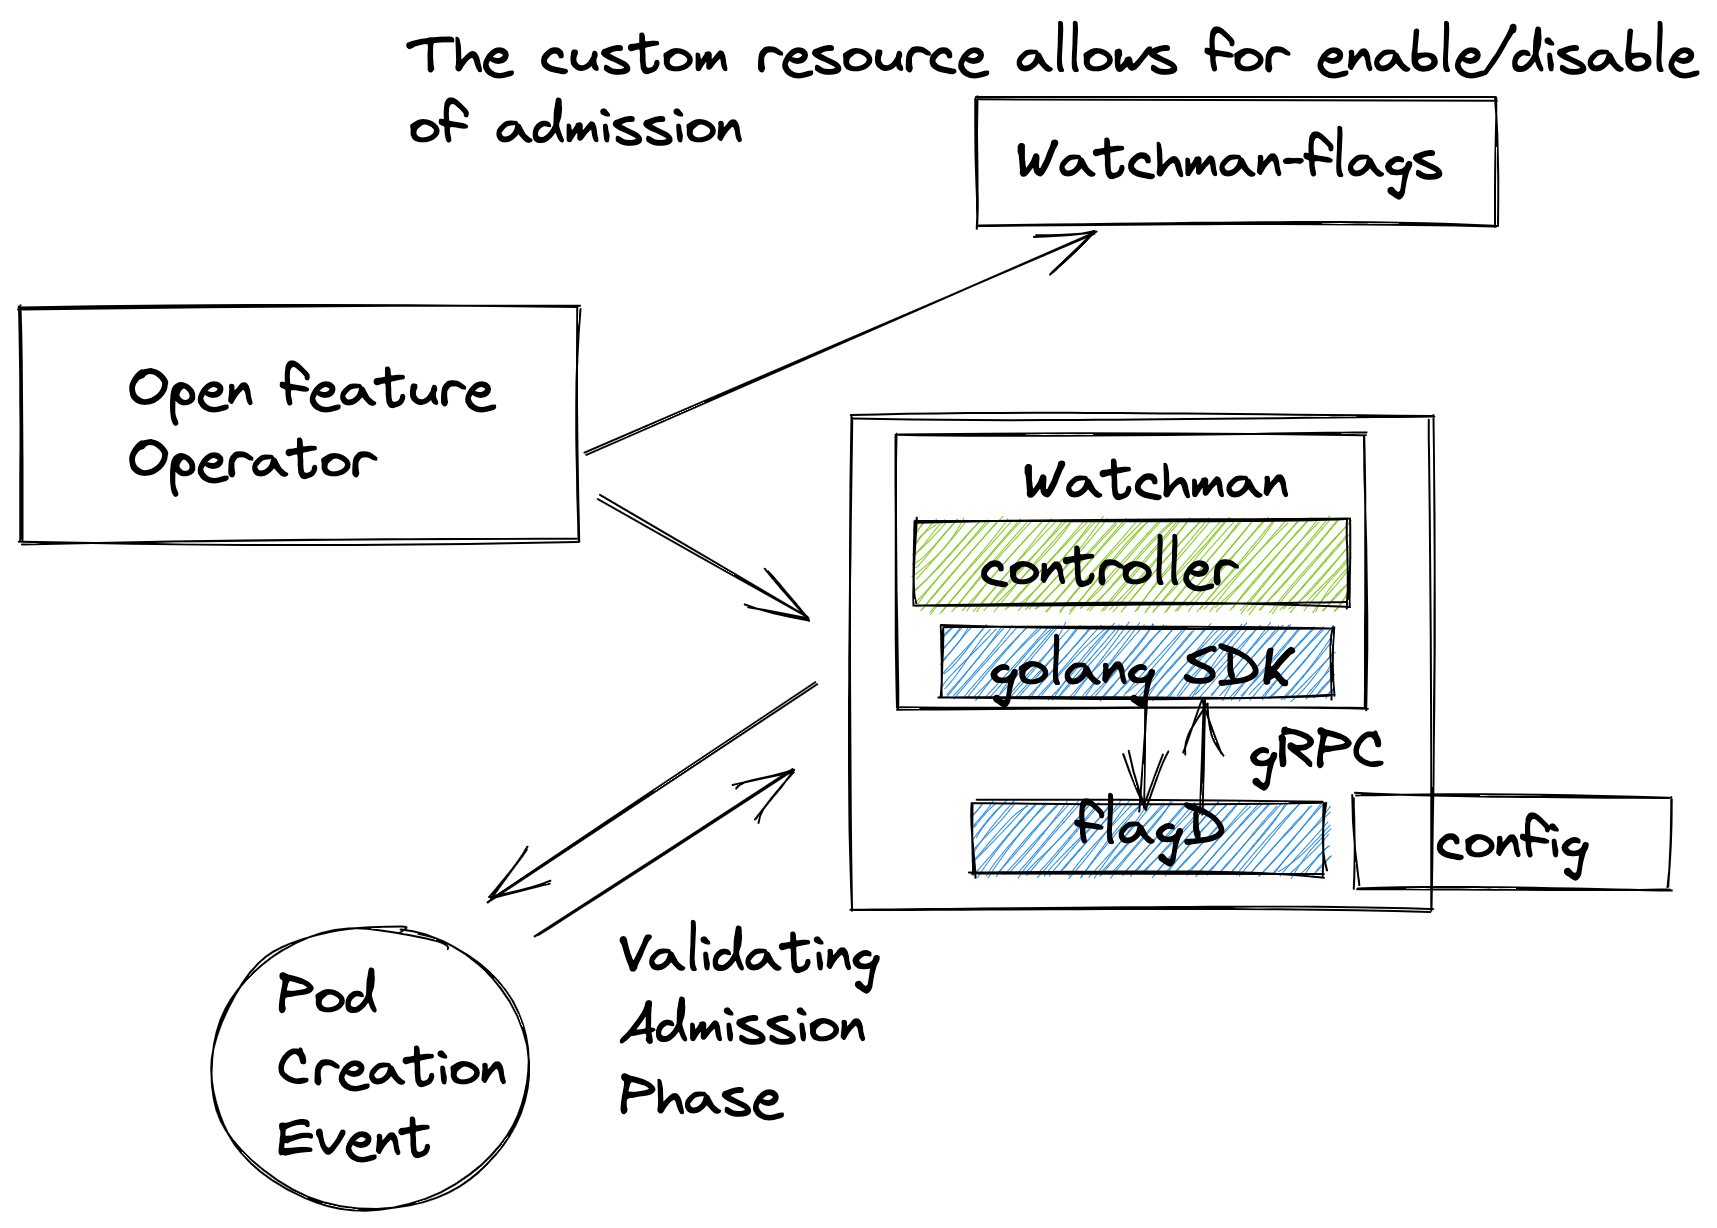 The custom resource allows for enable/disable
of admission
Watchman-flags
Open feature
Operator
Watchman
controller
golang SDK
gRPC
flagD
config
Validating
Admission
Phase
Pod
Creation
Event